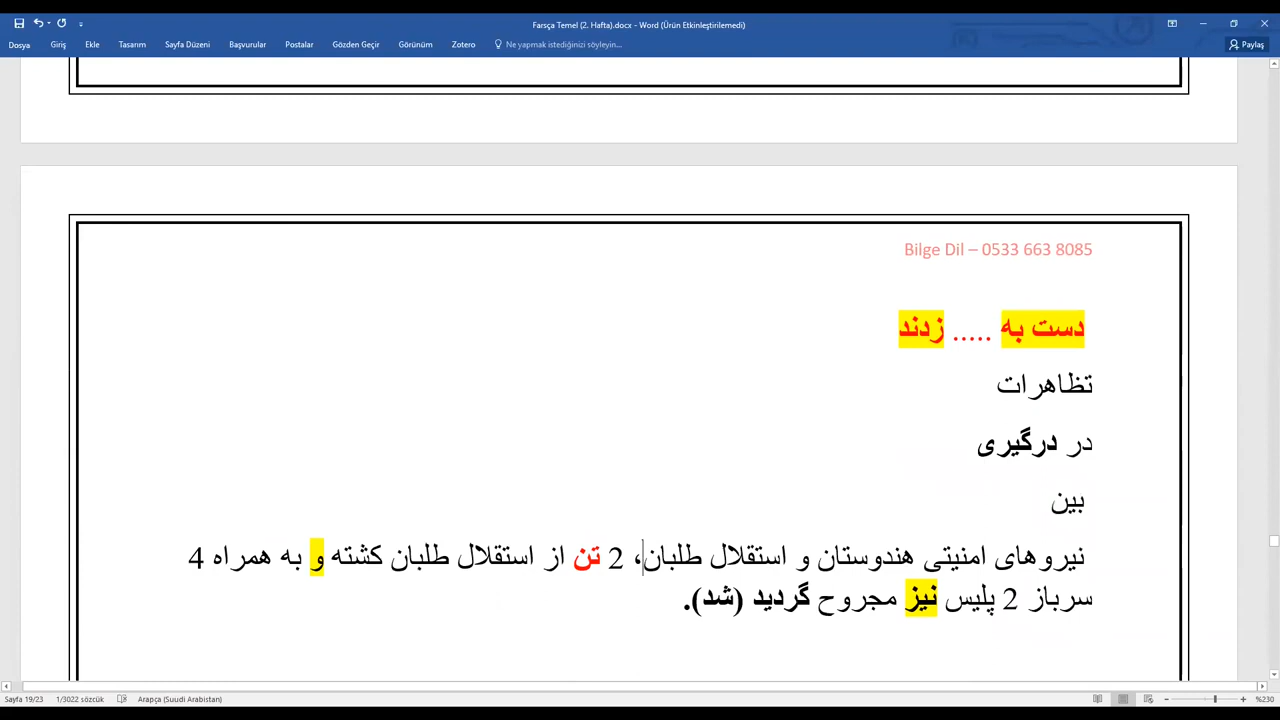 Farsça Temel (2. Hafta).docx - Word (Ürün Etkinleştirilemedi)
Dosya Giriş Ekle Tasarım Sayfa Düzeni Başvurular Postalar Gözden Geçir Görünüm Zotero Ne yapmak istediğinizi söyleyin... Paylaş
Bilge Dil – 0533 663 8085
دست به ..... زدند
تظاهرات
در درگیری
بین
نیروهای امنیتی هندوستان و استقلال طلبان، 2 تن از استقلال طلبان کشته و به همراه 4
سرباز 2 پلیس نیز مجروح گردید (شد).
Sayfa 19/23 1/3022 sözcük Arapça (Suudi Arabistan) %230